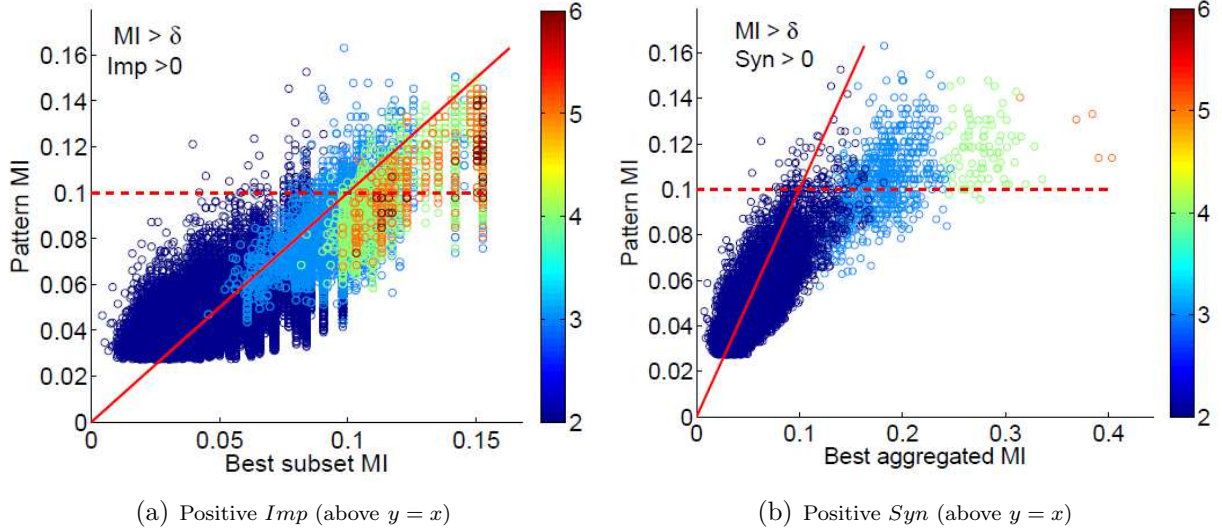 MI > δ
Imp >0
Pattern MI
0.16
0.14
0.12
0.1
0.08
0.06
0.04
0.02
0
0 0.05 0.1 0.15
Best subset MI
6
5
4
3
2
(a) Positive Imp (above y = x)
MI > δ
Syn > 0
Pattern MI
0.16
0.14
0.12
0.1
0.08
0.06
0.04
0.02
0
0 0.1 0.2 0.3 0.4
Best aggregated MI
6
5
4
3
2
(b) Positive Syn (above y = x)